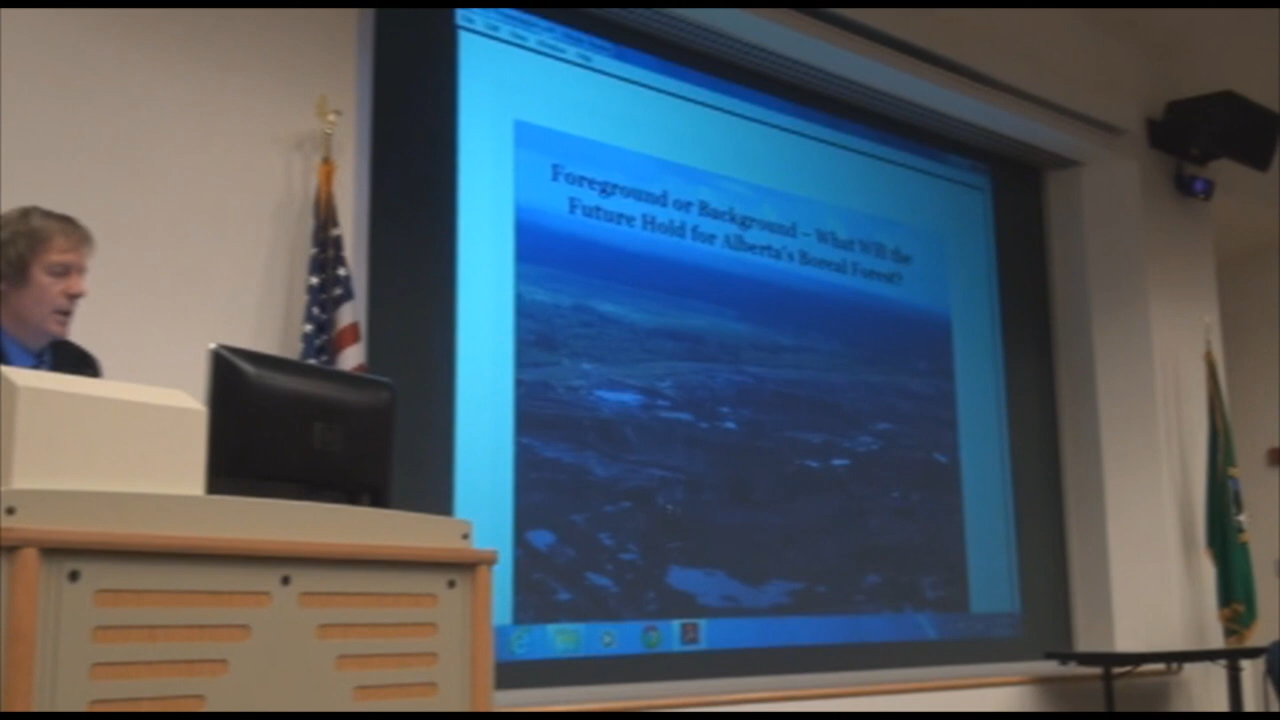 Foreground or Background – What Will the
Future Hold for Alberta's Boreal Forest?